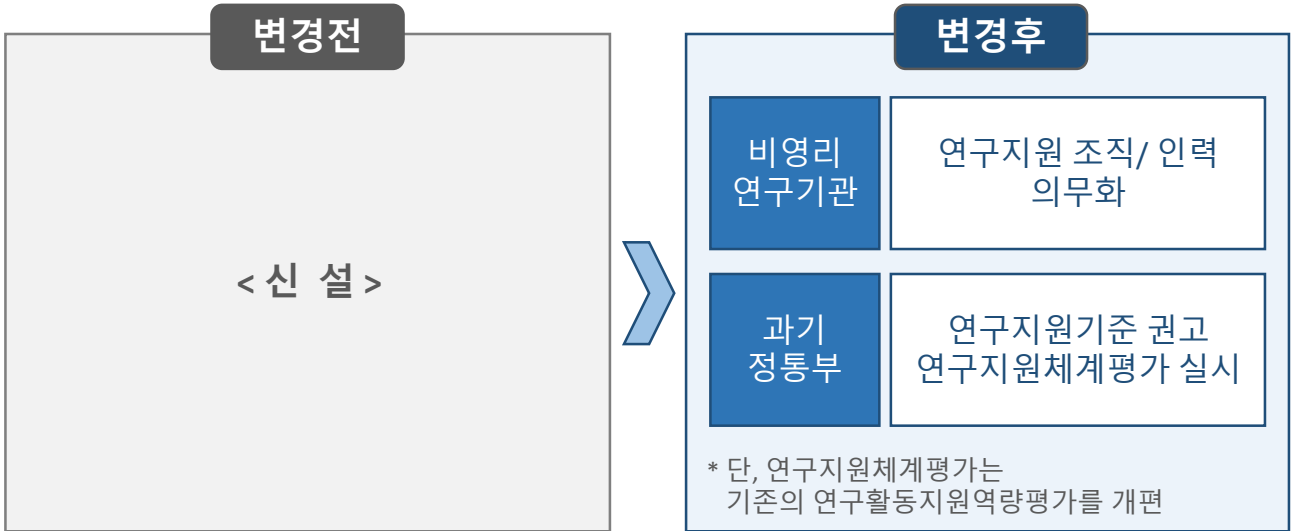 변경전
< 신 설 >
변경후
비영리
연구기관
연구지원 조직/ 인력
의무화
과기
정통부
연구지원기준 권고
연구지원체계평가 실시
* 단, 연구지원체계평가는
기존의 연구활동지원역량평가를 개편